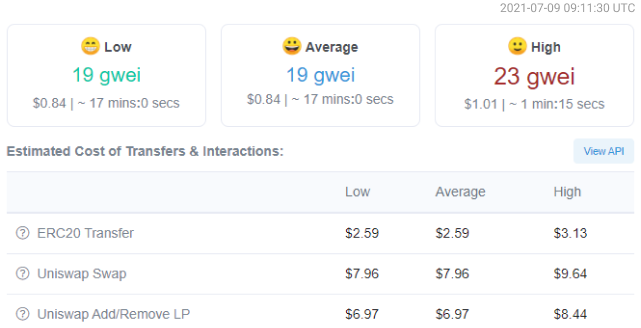 2021-07-09 09:11:30 UTC
😁 Low
😀 Average
🙂 High
19 gwei
19 gwei
23 gwei
$0.84 | ~ 17 mins:0 secs
$0.84 | ~ 17 mins:0 secs
$1.01 | ~ 1 min:15 secs
Estimated Cost of Transfers & Interactions:
View API
Low Average High
ERC20 Transfer $2.59 $2.59 $3.13
Uniswap Swap $7.96 $7.96 $9.64
Uniswap Add/Remove LP $6.97 $6.97 $8.44